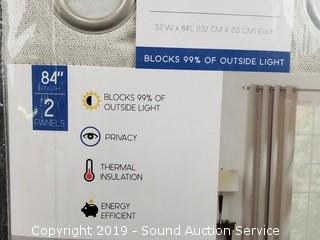 52"W x 84"L (132 CM X 213 CM) Each
BLOCKS 99% OF OUTSIDE LIGHT
84"
LENGTH
2
PANELS
BLOCKS 99% OF
OUTSIDE LIGHT
PRIVACY
THERMAL
INSULATION
ENERGY
EFFICIENT
Copyright 2019 - Sound Auction Service